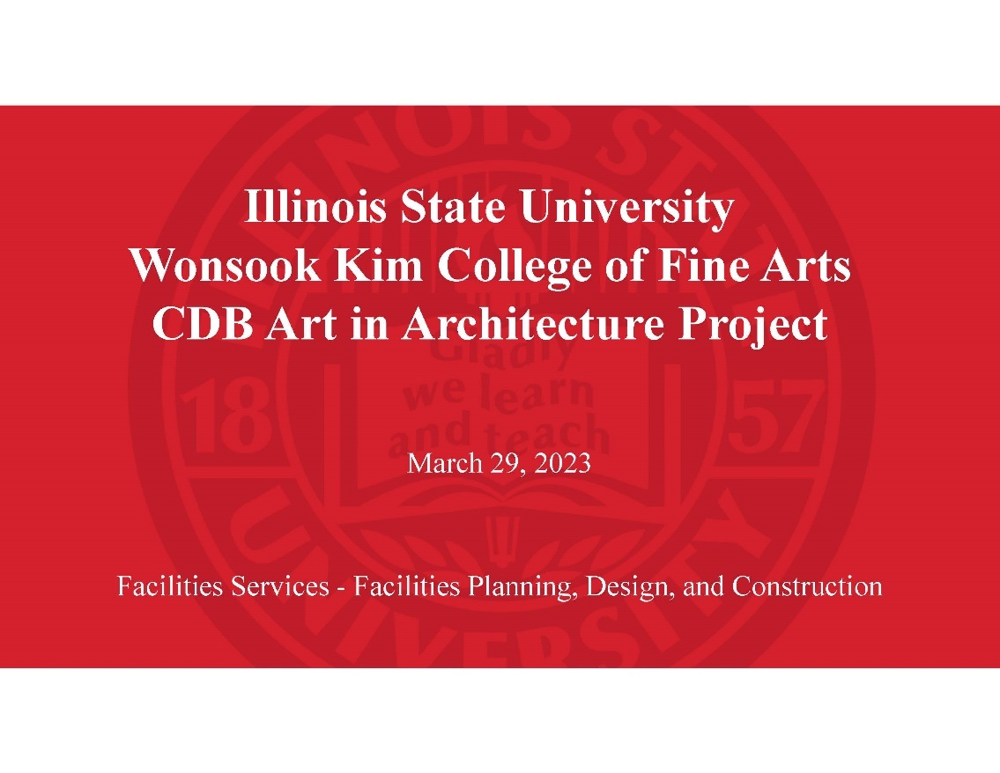 Illinois State University
Wonsook Kim College of Fine Arts
CDB Art in Architecture Project
March 29, 2023
Facilities Services - Facilities Planning, Design, and Construction
ILLINOIS STATE
Gladly
we learn
and teach
18 57
UNIVERSITY